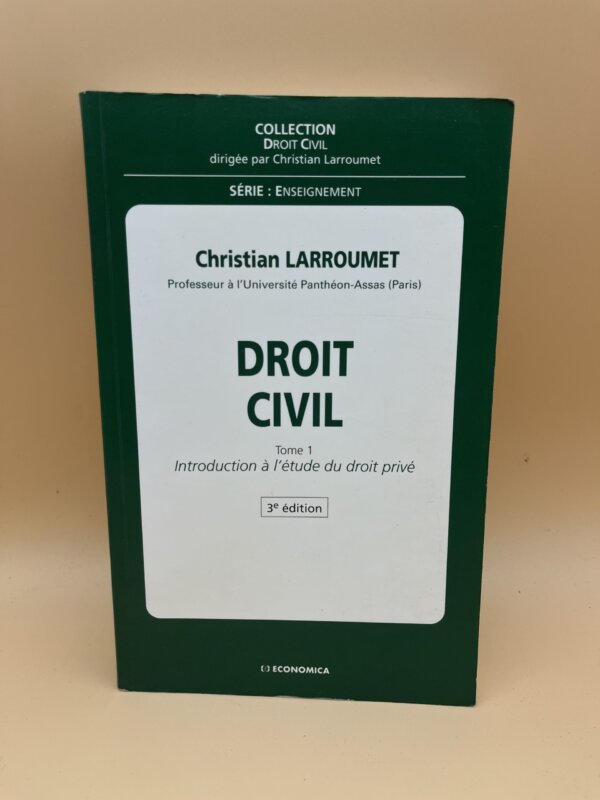 COLLECTION
DROIT CIVIL
dirigée par Christian Larroumet
SÉRIE : ENSEIGNEMENT
Christian LARROUMET
Professeur à l'Université Panthéon-Assas (Paris)
DROIT
CIVIL
Tome 1
Introduction à l'étude du droit privé
3e édition
ECONOMICA